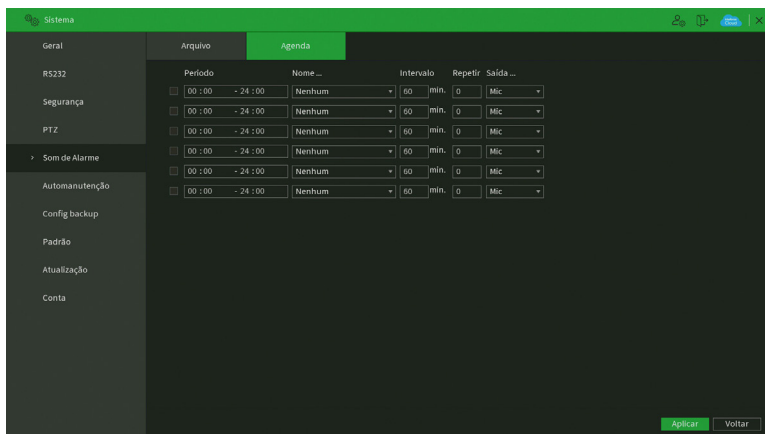 Sistema
Geral
RS232
Segurança
PTZ
Som de Alarme
Automanutenção
Config backup
Padrão
Atualização
Conta
Arquivo Agenda
Período Nome ... Intervalo Repetir Saída ...
00 : 00 - 24 : 00 Nenhum 60 min. 0 Mic
00 : 00 - 24 : 00 Nenhum 60 min. 0 Mic
00 : 00 - 24 : 00 Nenhum 60 min. 0 Mic
00 : 00 - 24 : 00 Nenhum 60 min. 0 Mic
00 : 00 - 24 : 00 Nenhum 60 min. 0 Mic
00 : 00 - 24 : 00 Nenhum 60 min. 0 Mic
Aplicar Voltar